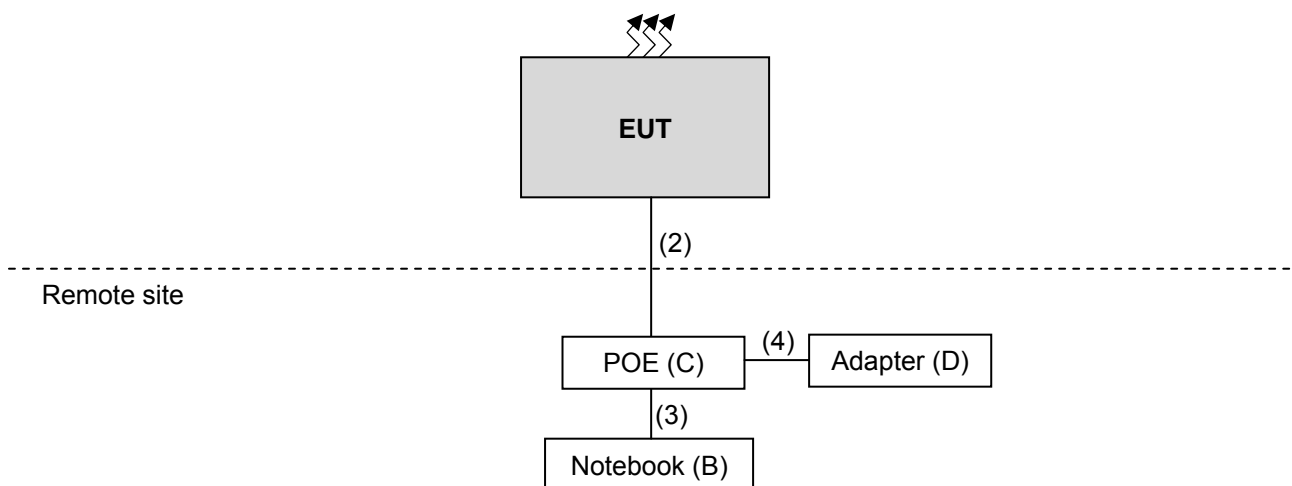 EUT
(2)
Remote site
POE (C)
(4)
Adapter (D)
(3)
Notebook (B)